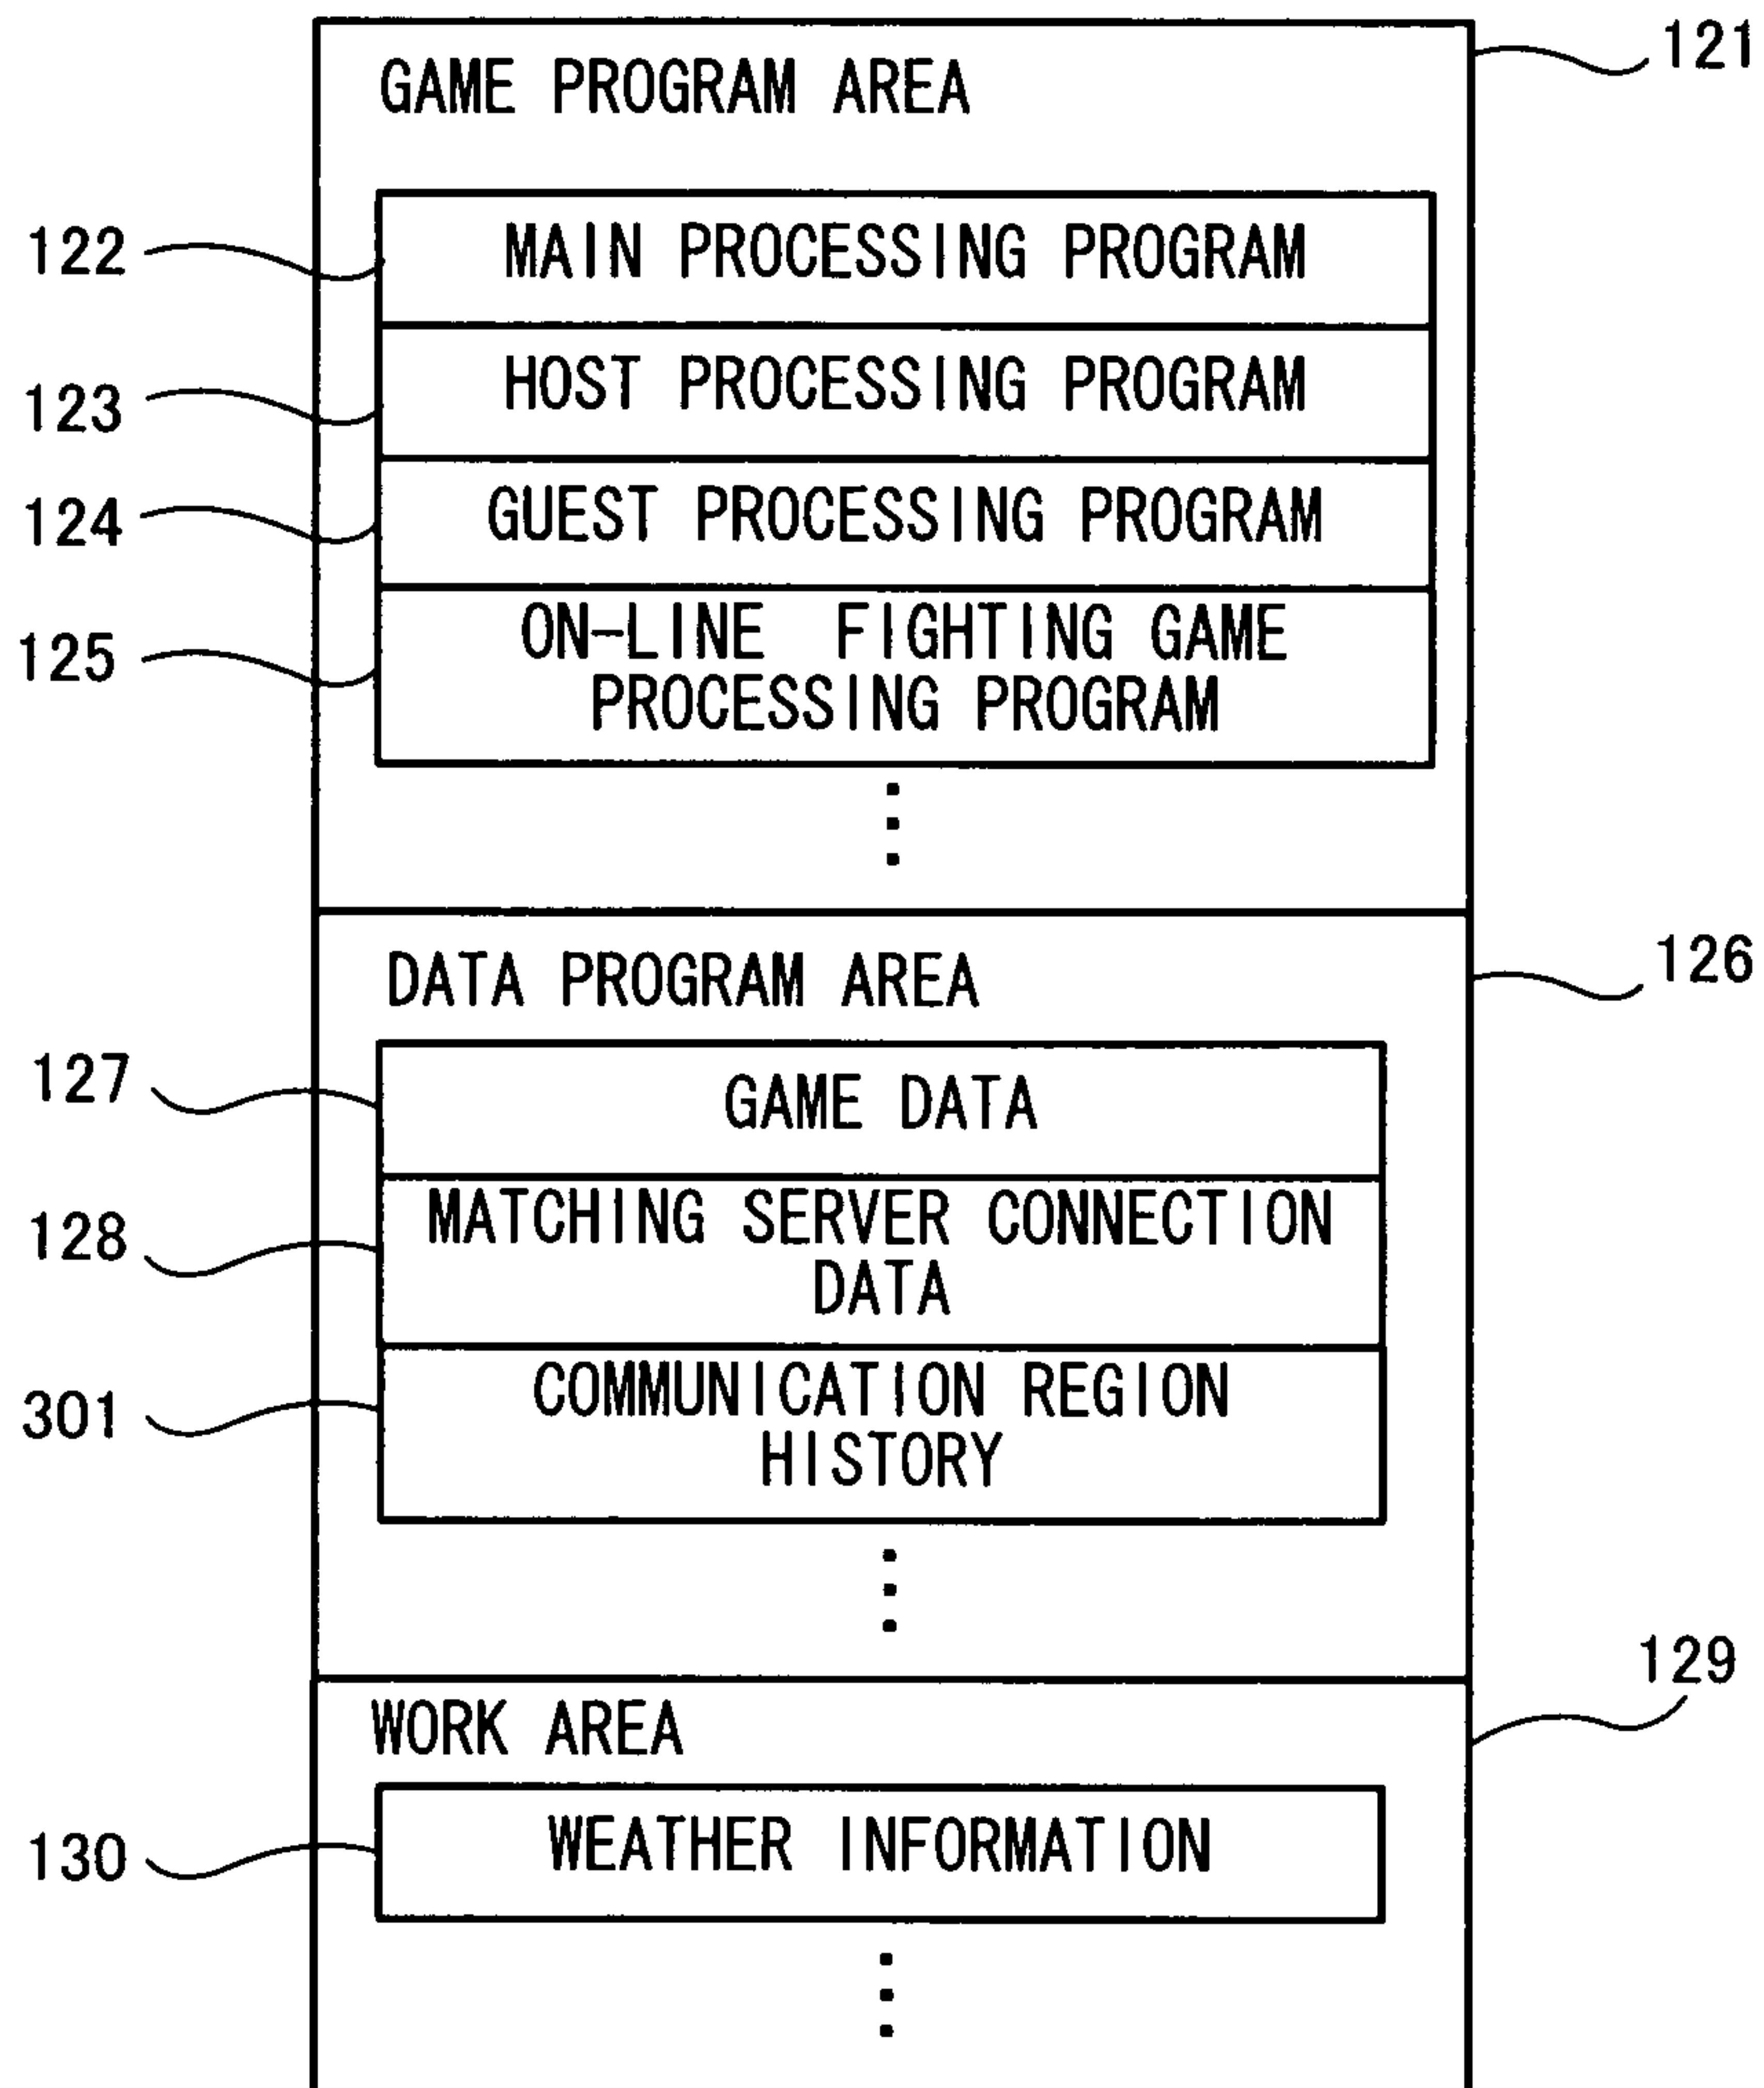 121
GAME PROGRAM AREA
122
MAIN PROCESSING PROGRAM
123
HOST PROCESSING PROGRAM
124
GUEST PROCESSING PROGRAM
125
ON-LINE FIGHTING GAME
PROCESSING PROGRAM
126
DATA PROGRAM AREA
127
GAME DATA
128
MATCHING SERVER CONNECTION
DATA
301
COMMUNICATION REGION
HISTORY
129
WORK AREA
130
WEATHER INFORMATION